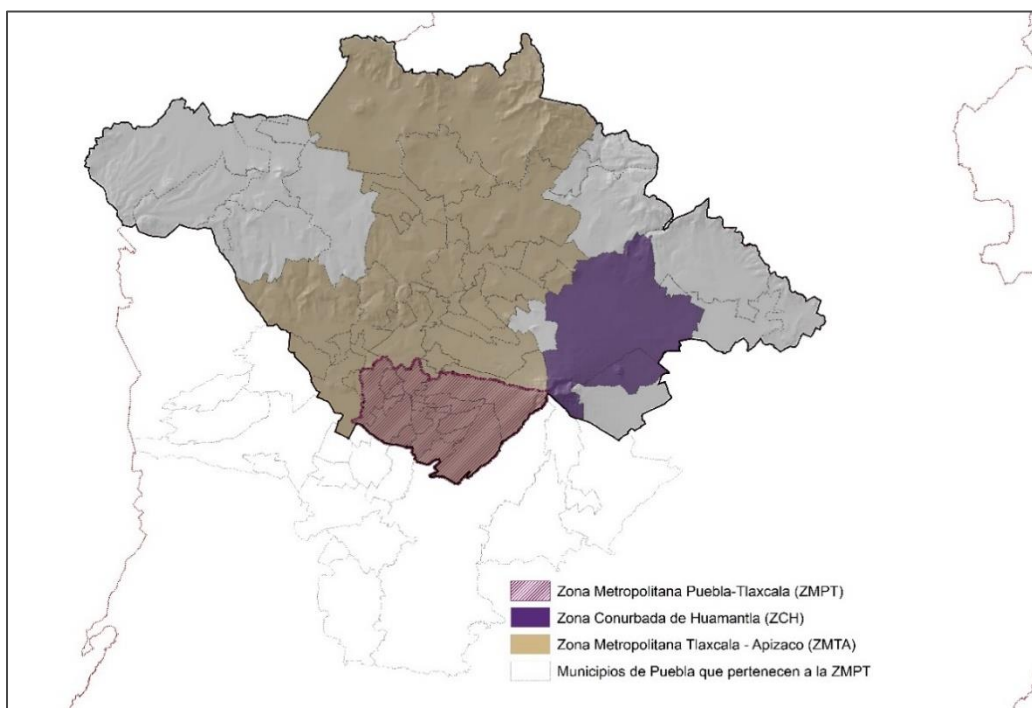 Zona Metropolitana Puebla-Tlaxcala (ZMPT)
Zona Conurbada de Huamantla (ZCH)
Zona Metropolitana Tlaxcala - Apizaco (ZMTA)
Municipios de Puebla que pertenecen a la ZMPT